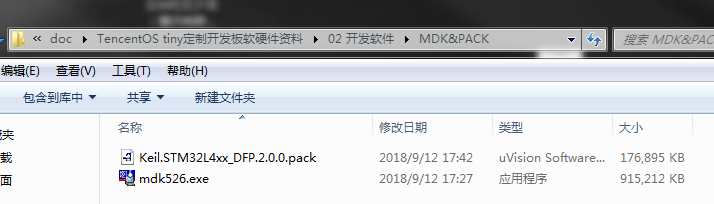 « doc ▸ TencentOS tiny定制开发板软硬件资料 ▸ 02 开发软件 ▸ MDK&PACK 搜索 MDK&PACK
编辑(E) 查看(V) 工具(T) 帮助(H)
包含到库中 共享 新建文件夹
夹 名称 修改日期 类型 大小
载 Keil.STM32L4xx_DFP.2.0.0.pack 2018/9/12 17:42 uVision Software... 176,895 KB
面 mdk526.exe 2018/9/12 17:27 应用程序 915,212 KB